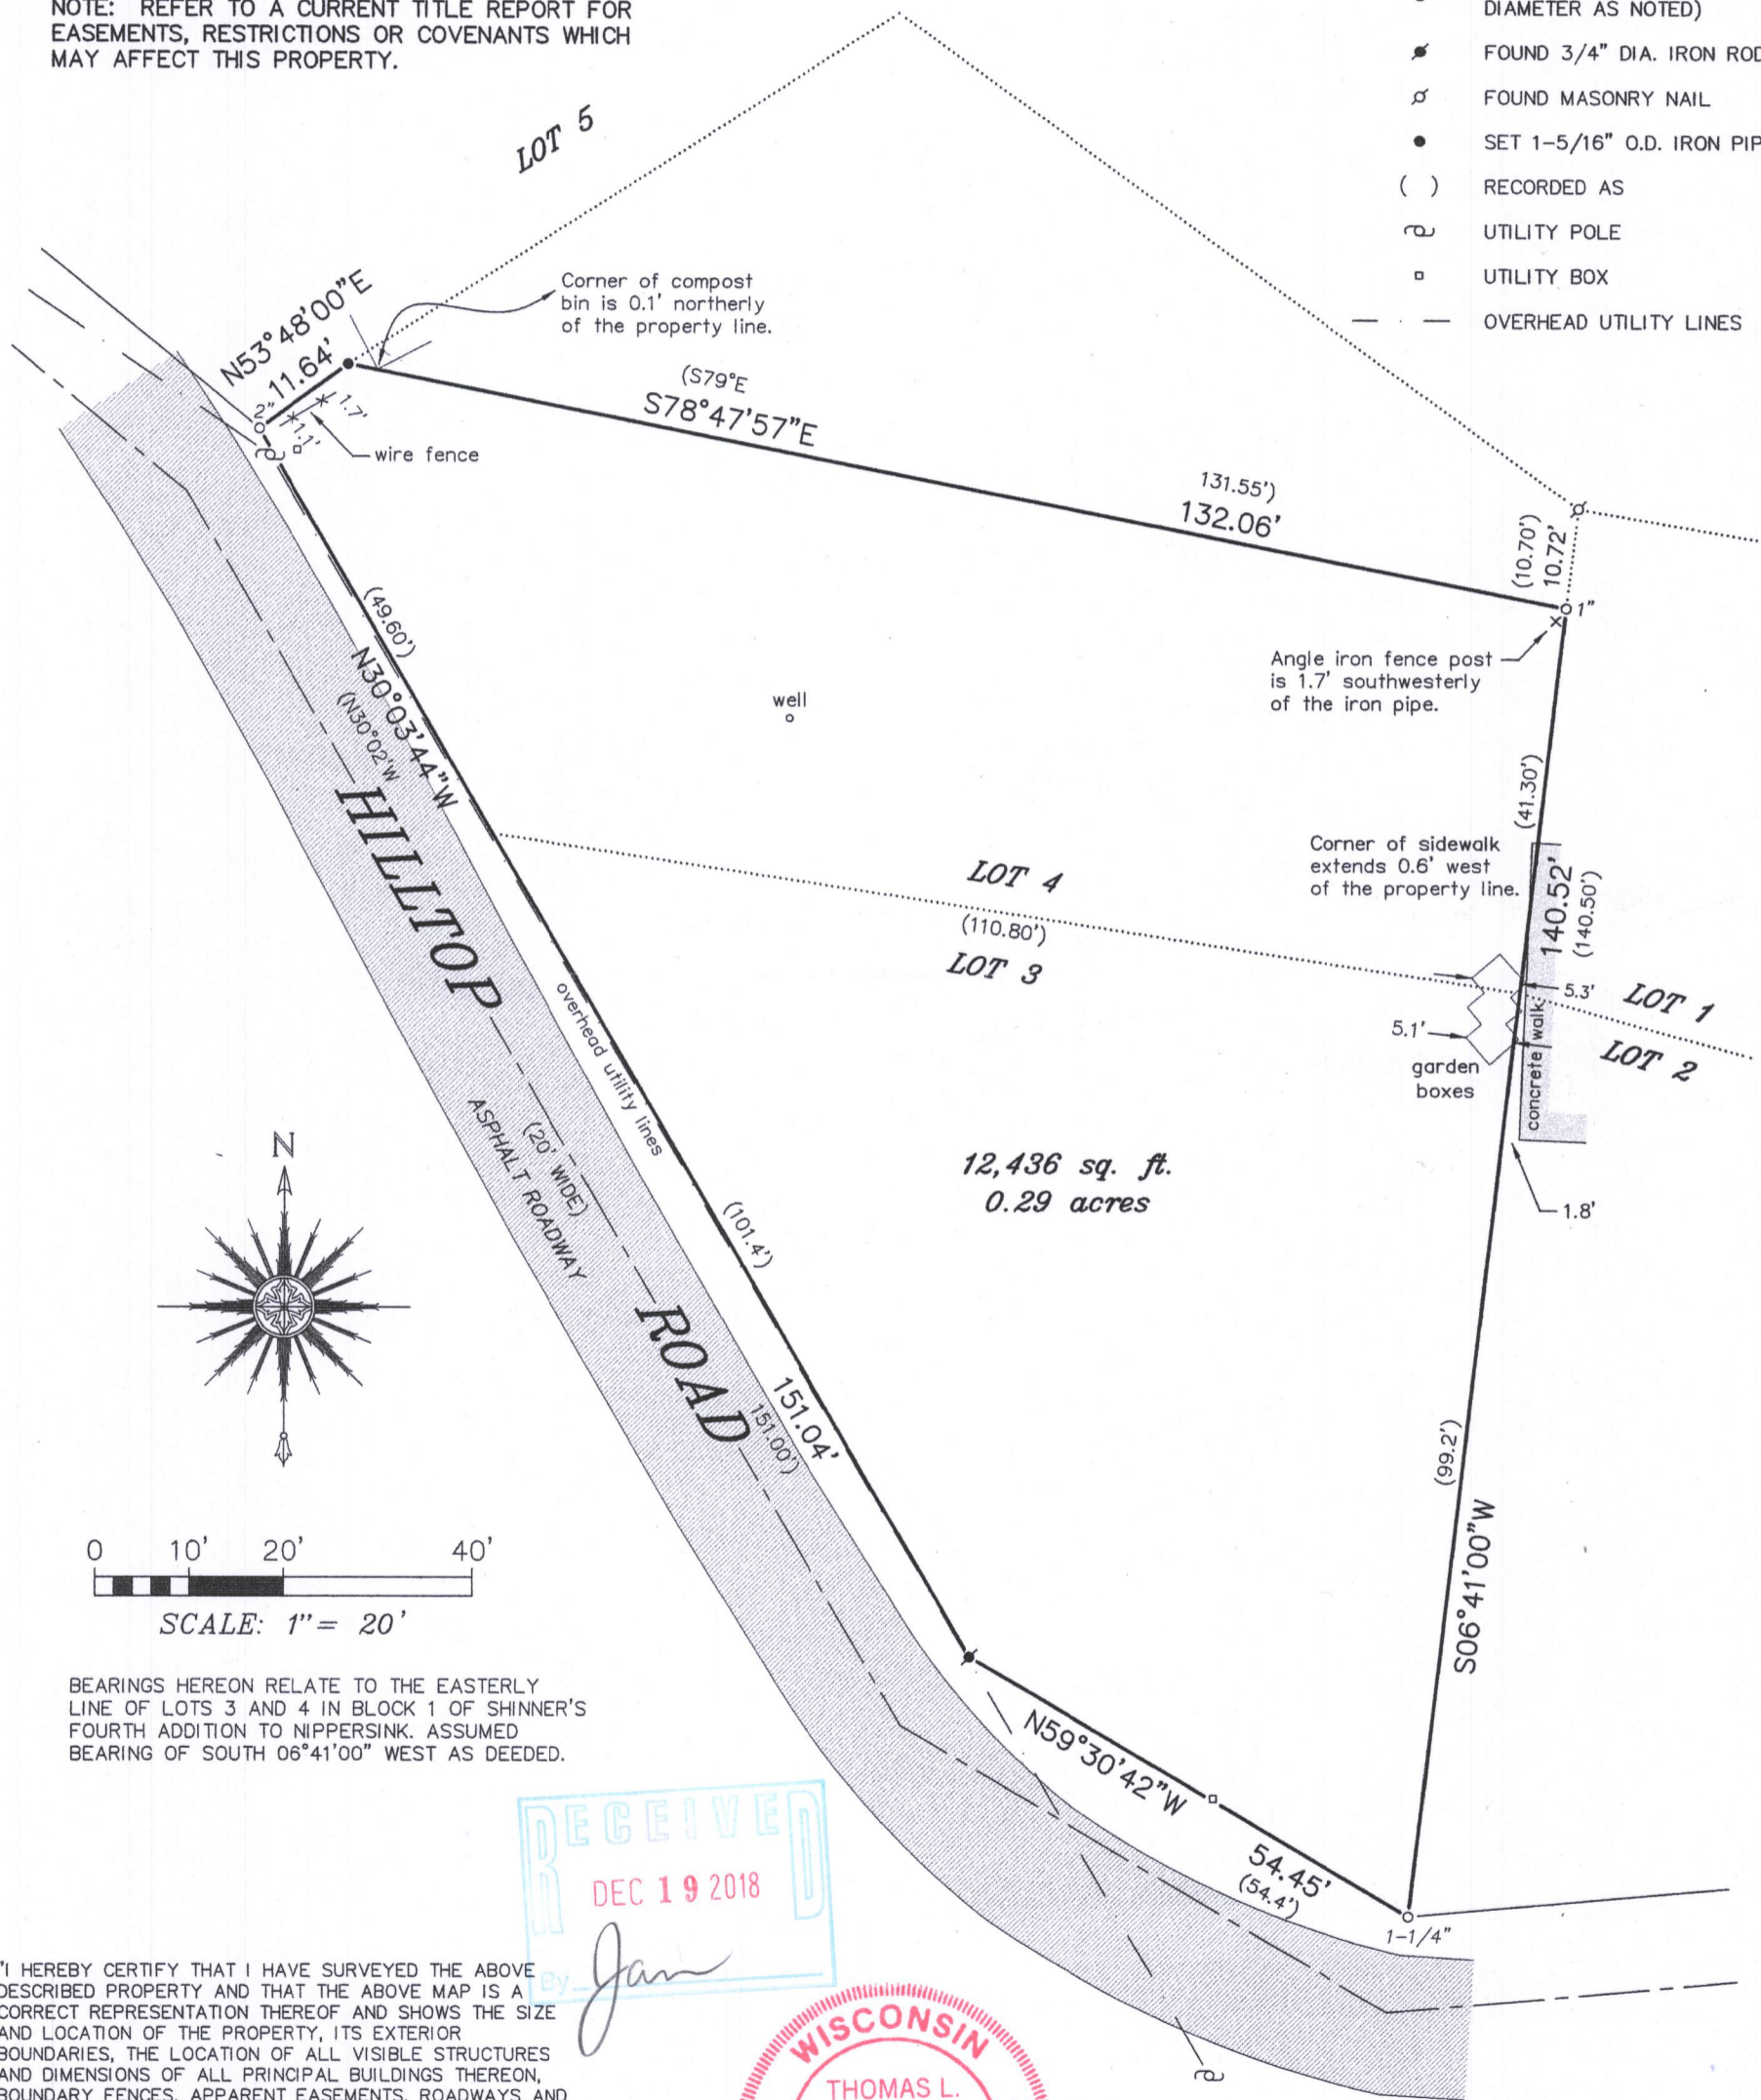 NOTE: REFER TO A CURRENT TITLE REPORT FOR
EASEMENTS, RESTRICTIONS OR COVENANTS WHICH
MAY AFFECT THIS PROPERTY.
DIAMETER AS NOTED)
FOUND 3/4" DIA. IRON ROD
FOUND MASONRY NAIL
SET 1-5/16" O.D. IRON PIP
( ) RECORDED AS
UTILITY POLE
UTILITY BOX
OVERHEAD UTILITY LINES
LOT 5
Corner of compost
bin is 0.1' northerly
of the property line.
N53°48'00"E
11.64'
2"
1.7'
1.1'
wire fence
(S79°E
S78°47'57"E
131.55')
132.06'
(10.70')
10.72'
1"
Angle iron fence post
is 1.7' southwesterly
of the iron pipe.
(49.60')
N30°03'44"W
(N30°02'W
well
(41.30')
Corner of sidewalk
extends 0.6' west
of the property line.
140.52'
(140.50')
LOT 4
(110.80')
LOT 3
5.3'
LOT 1
5.1'
LOT 2
garden
boxes
concrete walk
1.8'
HILLTOP
ROAD
overhead utility lines
(20' WIDE)
ASPHALT ROADWAY
12,436 sq. ft.
0.29 acres
(101.4')
151.04'
151.00')
N
(99.2')
S06°41'00"W
0 10' 20' 40'
SCALE: 1"= 20'
BEARINGS HEREON RELATE TO THE EASTERLY
LINE OF LOTS 3 AND 4 IN BLOCK 1 OF SHINNER'S
FOURTH ADDITION TO NIPPERSINK. ASSUMED
BEARING OF SOUTH 06°41'00" WEST AS DEEDED.
N59°30'42"W
54.45'
(54.4')
1-1/4"
RECEIVED
DEC 19 2018
By
"I HEREBY CERTIFY THAT I HAVE SURVEYED THE ABOVE
DESCRIBED PROPERTY AND THAT THE ABOVE MAP IS A
CORRECT REPRESENTATION THEREOF AND SHOWS THE SIZE
AND LOCATION OF THE PROPERTY, ITS EXTERIOR
BOUNDARIES, THE LOCATION OF ALL VISIBLE STRUCTURES
AND DIMENSIONS OF ALL PRINCIPAL BUILDINGS THEREON,
BOUNDARY FENCES, APPARENT EASEMENTS, ROADWAYS AND
WISCONSIN
THOMAS L.